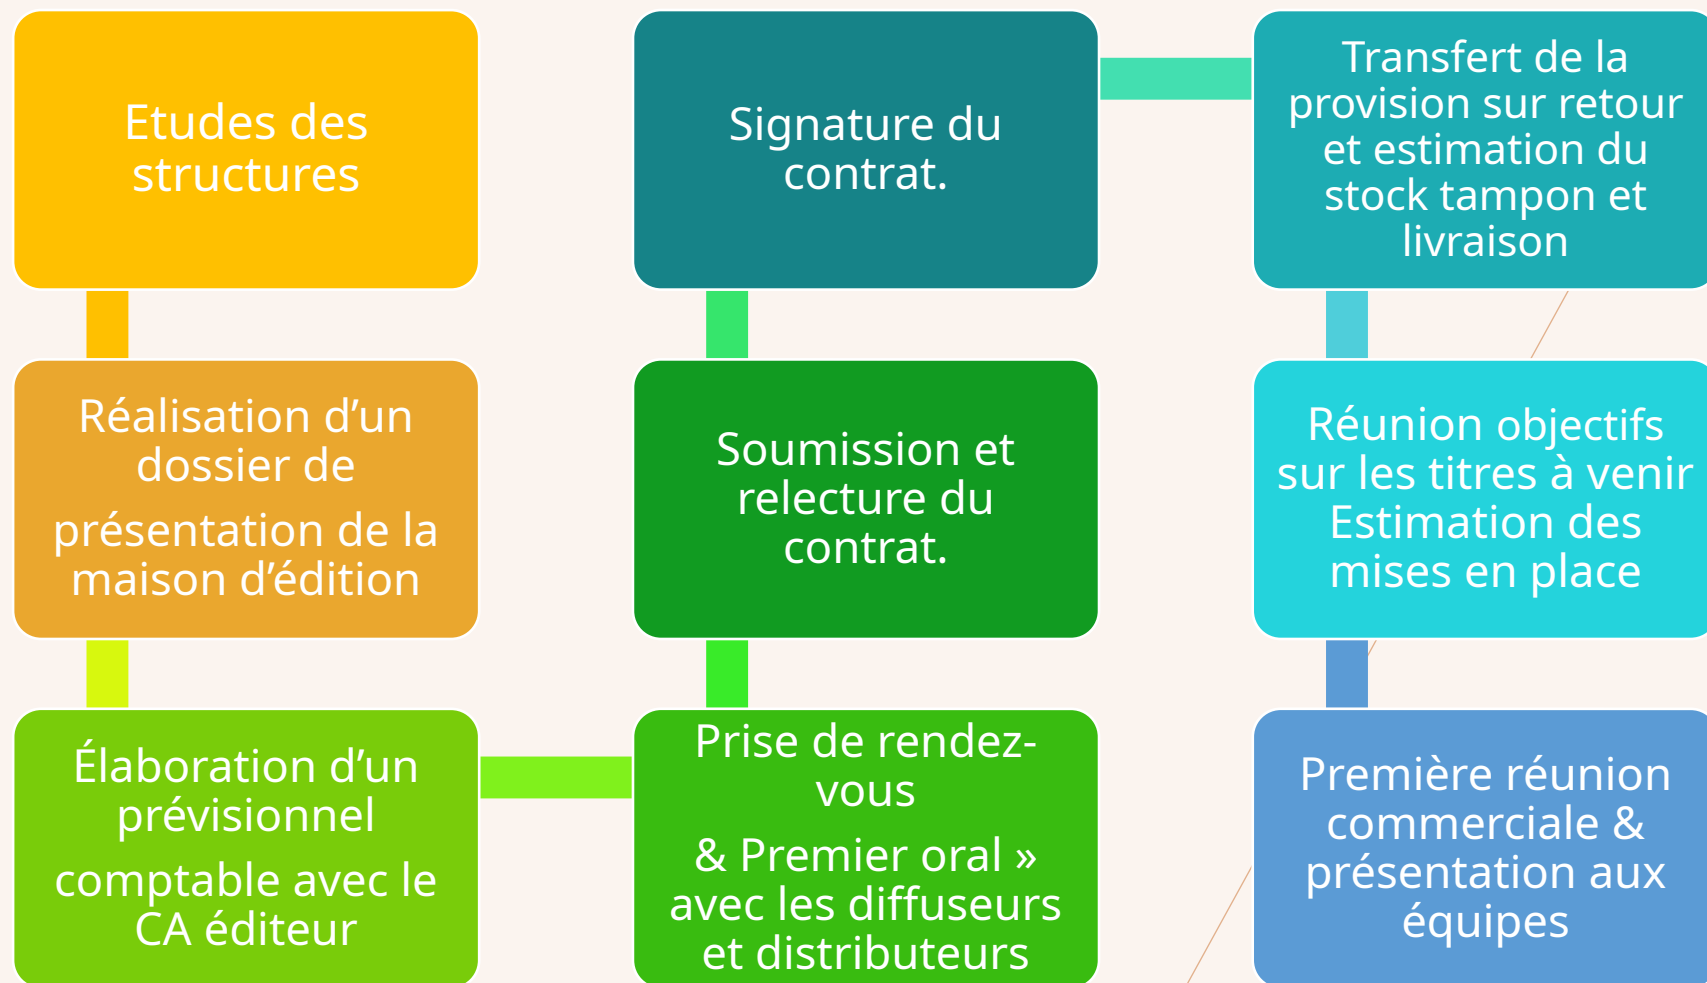 Etudes des
structures
Réalisation d’un
dossier de
présentation de la
maison d’édition
Élaboration d’un
prévisionnel
comptable avec le
CA éditeur
Prise de rendez-
vous
& Premier oral »
avec les diffuseurs
et distributeurs
Soumission et
relecture du
contrat.
Signature du
contrat.
Transfert de la
provision sur retour
et estimation du
stock tampon et
livraison
Réunion objectifs
sur les titres à venir
Estimation des
mises en place
Première réunion
commerciale &
présentation aux
équipes